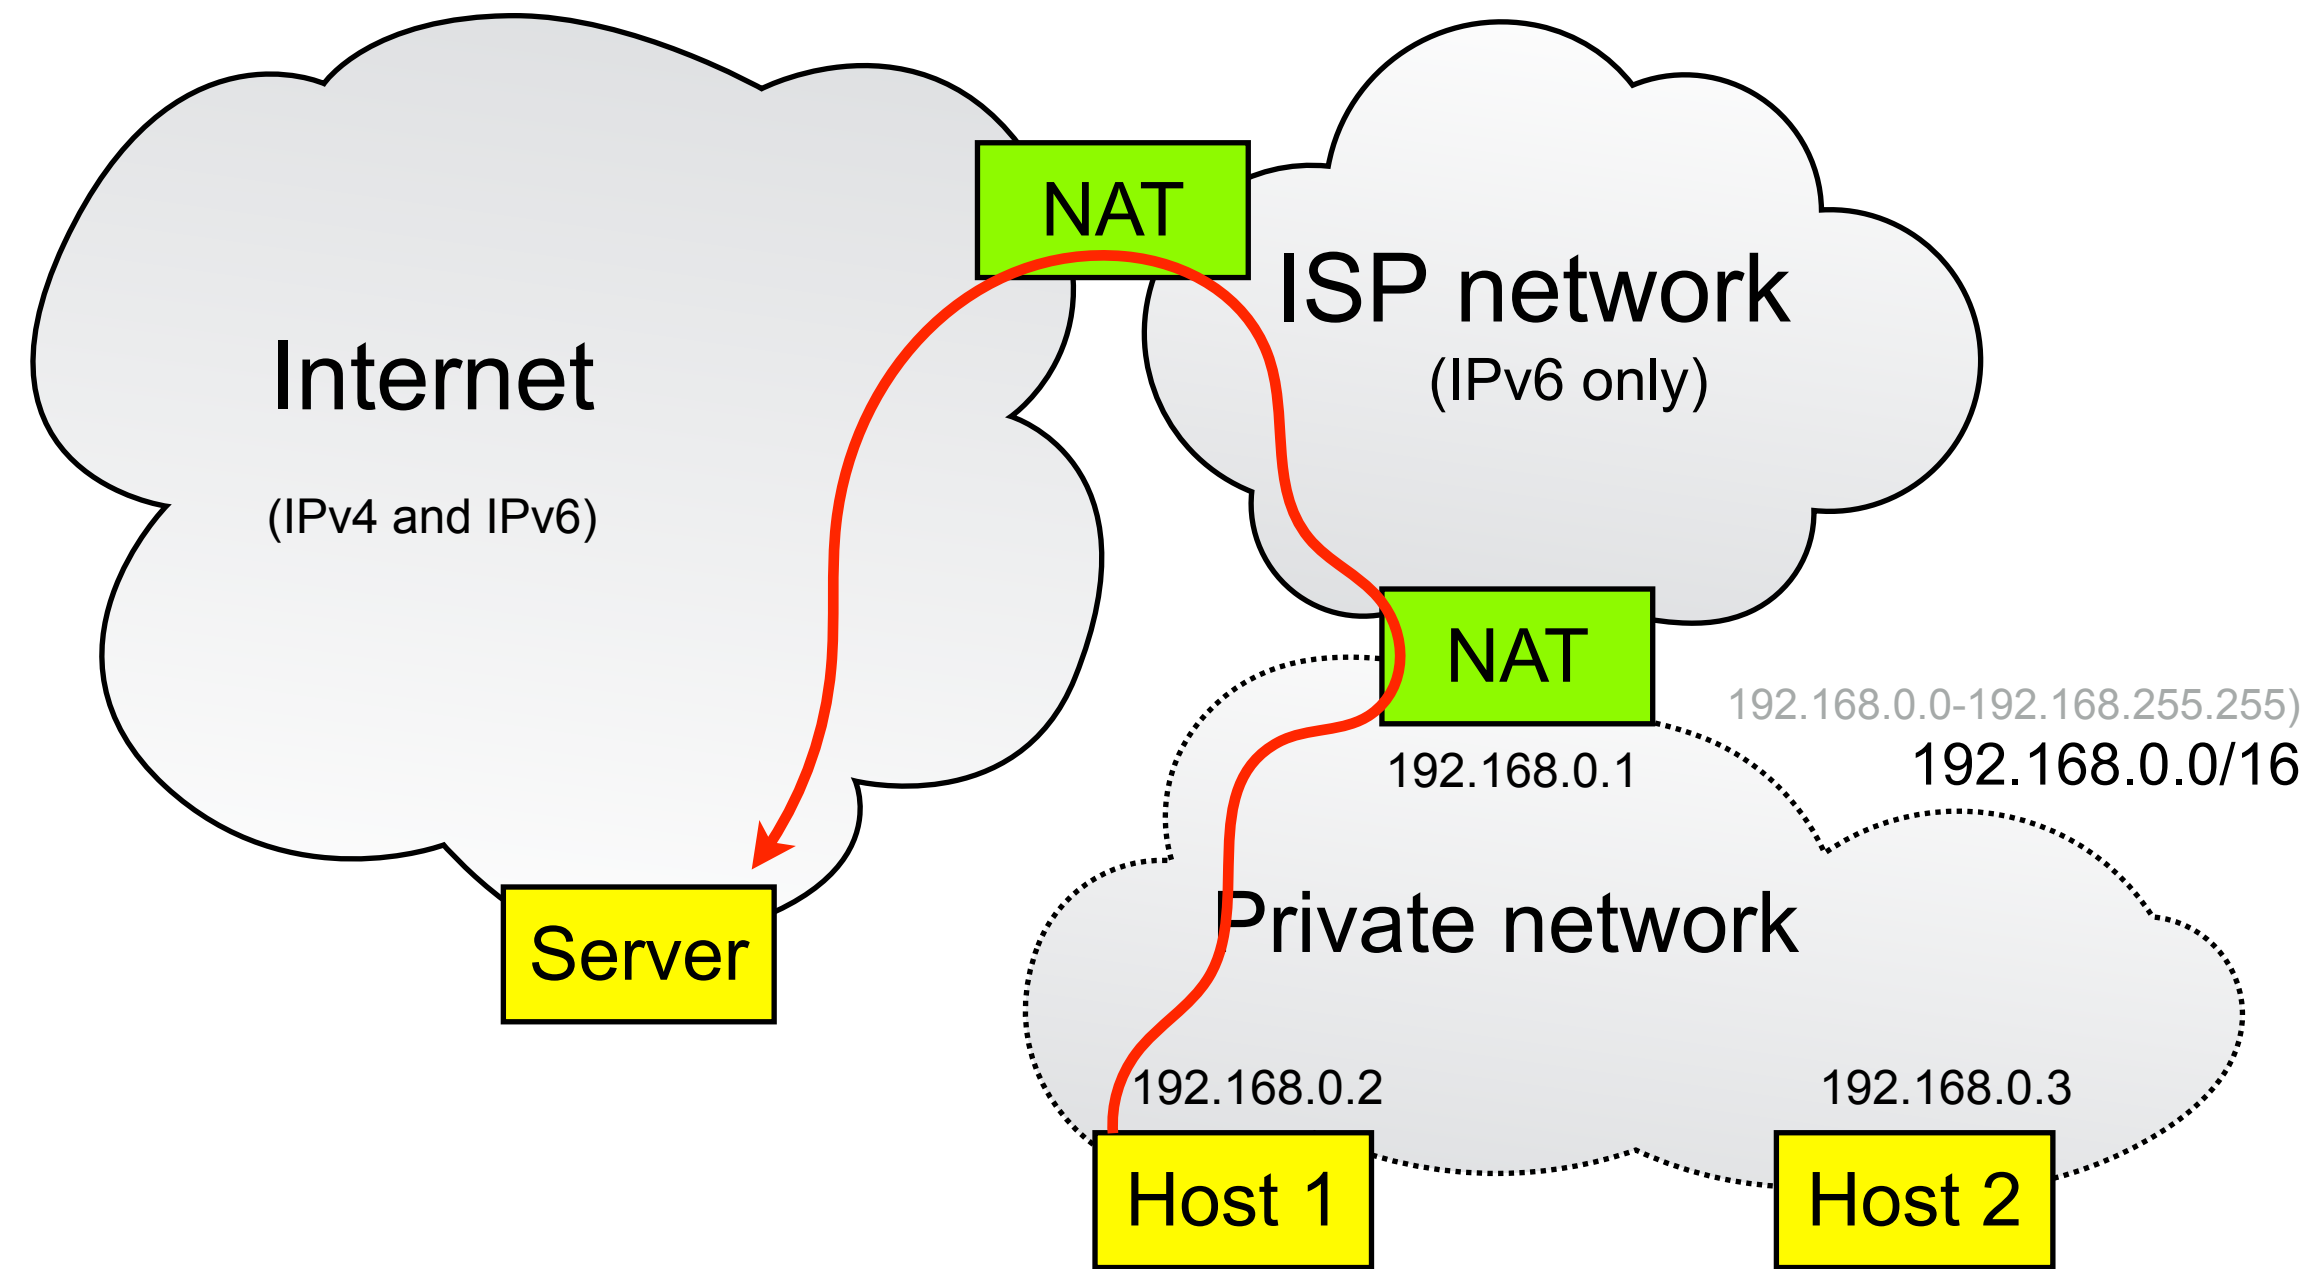 NAT
ISP network
(IPv6 only)
Internet
(IPv4 and IPv6)
NAT
192.168.0.0-192.168.255.255)
192.168.0.0/16
192.168.0.1
Private network
Server
192.168.0.2
192.168.0.3
Host 1
Host 2